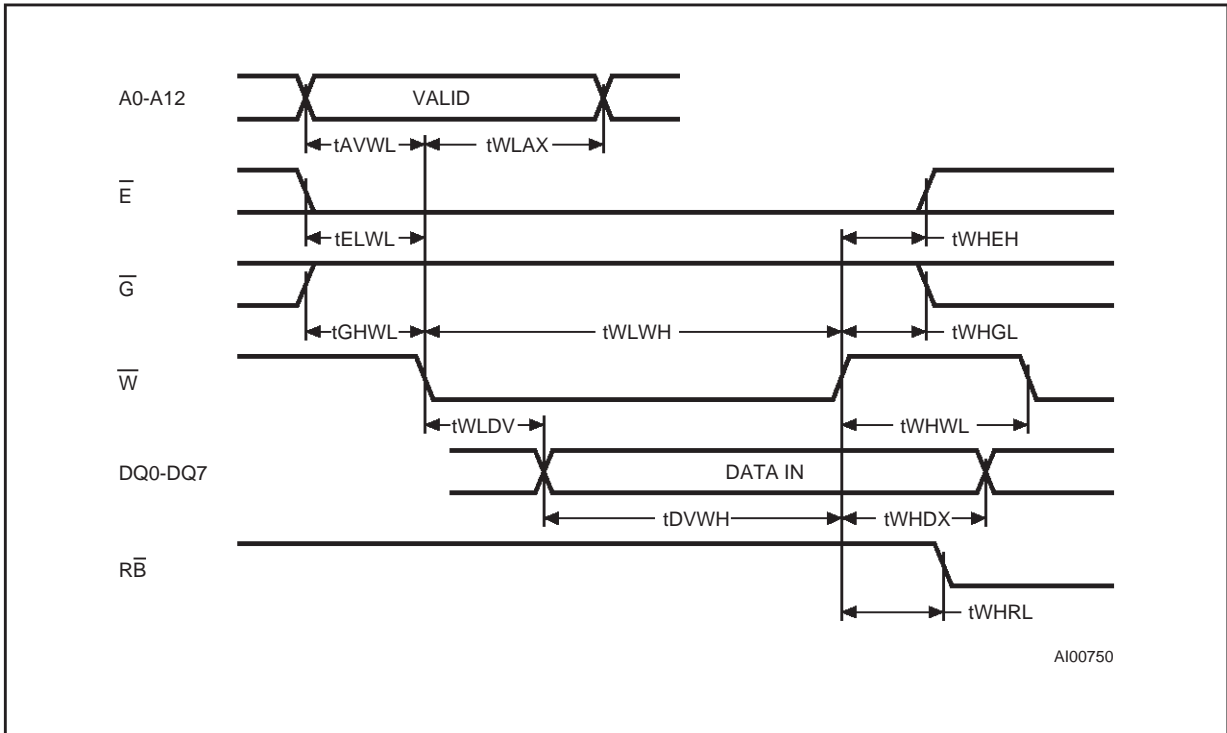 A0-A12
VALID
tAVWL
tWLAX
E̅
tELWL
tWHEH
G̅
tGHWL
tWLWH
tWHGL
W̅
tWLDV
tWHWL
DQ0-DQ7
DATA IN
tDVWH
tWHDX
RB̅
tWHRL
AI00750